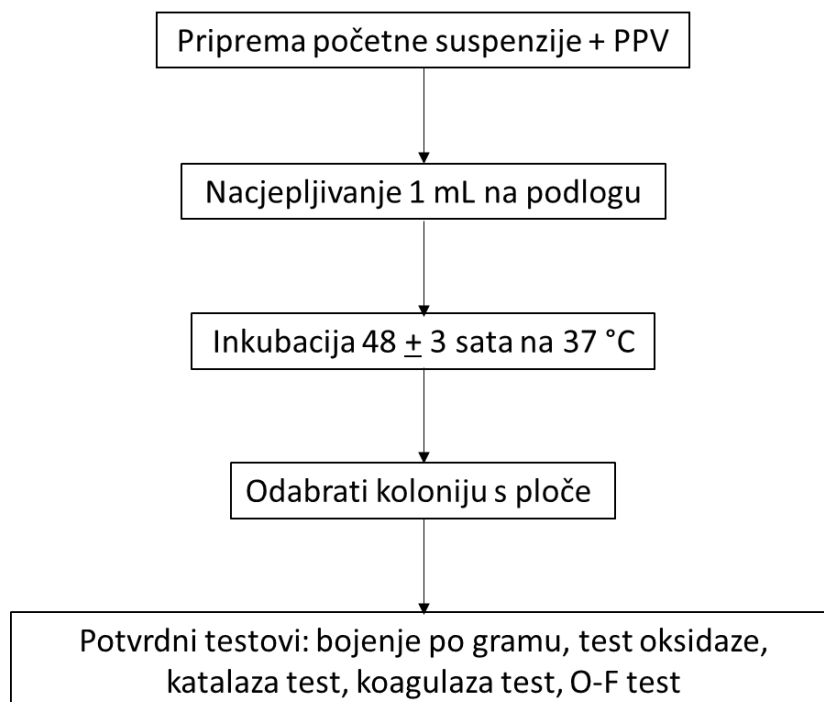 Priprema početne suspenzije + PPV
Nacjepljivanje 1 mL na podlogu
Inkubacija 48 ± 3 sata na 37 °C
Odabrati koloniju s ploče
Potvrdni testovi: bojenje po gramu, test oksidaze,
katalaza test, koagulaza test, O-F test